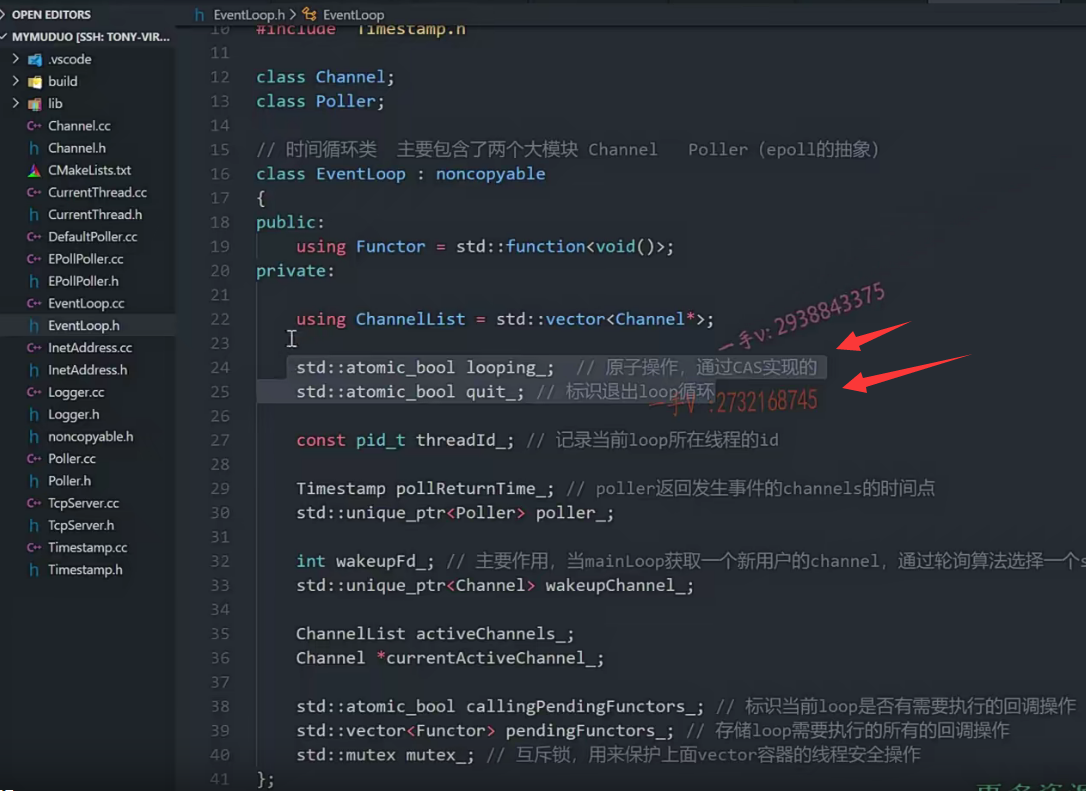 OPEN EDITORS
MYMUDUO [SSH: TONY-VIR...
.vscode
build
lib
Channel.cc
Channel.h
CMakeLists.txt
CurrentThread.cc
CurrentThread.h
DefaultPoller.cc
EPollPoller.cc
EPollPoller.h
EventLoop.cc
EventLoop.h
InetAddress.cc
InetAddress.h
Logger.cc
Logger.h
noncopyable.h
Poller.cc
Poller.h
TcpServer.cc
TcpServer.h
Timestamp.cc
Timestamp.h
EventLoop.h > EventLoop
10 #include "Timestamp.h"
11
12 class Channel;
13 class Poller;
14
15 // 时间循环类 主要包含了两个大模块 Channel Poller（epoll的抽象）
16 class EventLoop : noncopyable
17 {
18 public:
19 using Functor = std::function<void()>;
20 private:
21
22 using ChannelList = std::vector<Channel*>;
23
24 std::atomic_bool looping_; // 原子操作，通过CAS实现的
25 std::atomic_bool quit_; // 标识退出loop循环
26
27 const pid_t threadId_; // 记录当前loop所在线程的id
28
29 Timestamp pollReturnTime_; // poller返回发生事件的channels的时间点
30 std::unique_ptr<Poller> poller_;
31
32 int wakeupFd_; // 主要作用，当mainLoop获取一个新用户的channel，通过轮询算法选择一个s
33 std::unique_ptr<Channel> wakeupChannel_;
34
35 ChannelList activeChannels_;
36 Channel *currentActiveChannel_;
37
38 std::atomic_bool callingPendingFunctors_; // 标识当前loop是否有需要执行的回调操作
39 std::vector<Functor> pendingFunctors_; // 存储loop需要执行的所有的回调操作
40 std::mutex mutex_; // 互斥锁，用来保护上面vector容器的线程安全操作
41 };
一手v: 2938843375
一手V :2732168745